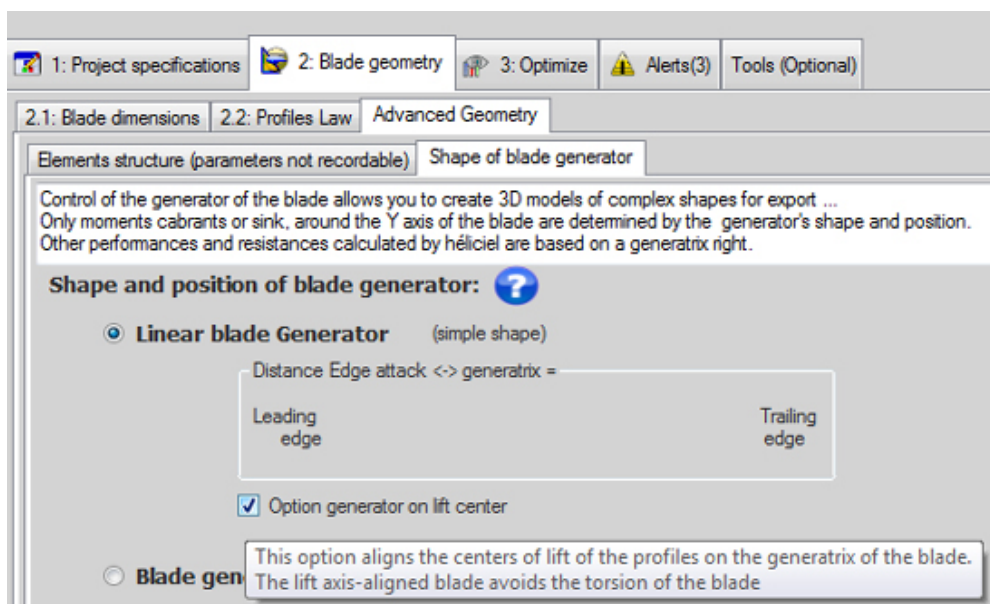 1: Project specifications 2: Blade geometry 3: Optimize Alerts(3) Tools (Optional)
2.1: Blade dimensions 2.2: Profiles Law Advanced Geometry
Elements structure (parameters not recordable) Shape of blade generator
Control of the generator of the blade allows you to create 3D models of complex shapes for export ...
Only moments cabrants or sink, around the Y axis of the blade are determined by the generator's shape and position.
Other performances and resistances calculated by héliciel are based on a generatrix right.
Shape and position of blade generator: ?
Linear blade Generator (simple shape)
Distance Edge attack <-> generatrix =
Leading Trailing
edge edge
Option generator on lift center
This option aligns the centers of lift of the profiles on the generatrix of the blade.
Blade gen The lift axis-aligned blade avoids the torsion of the blade